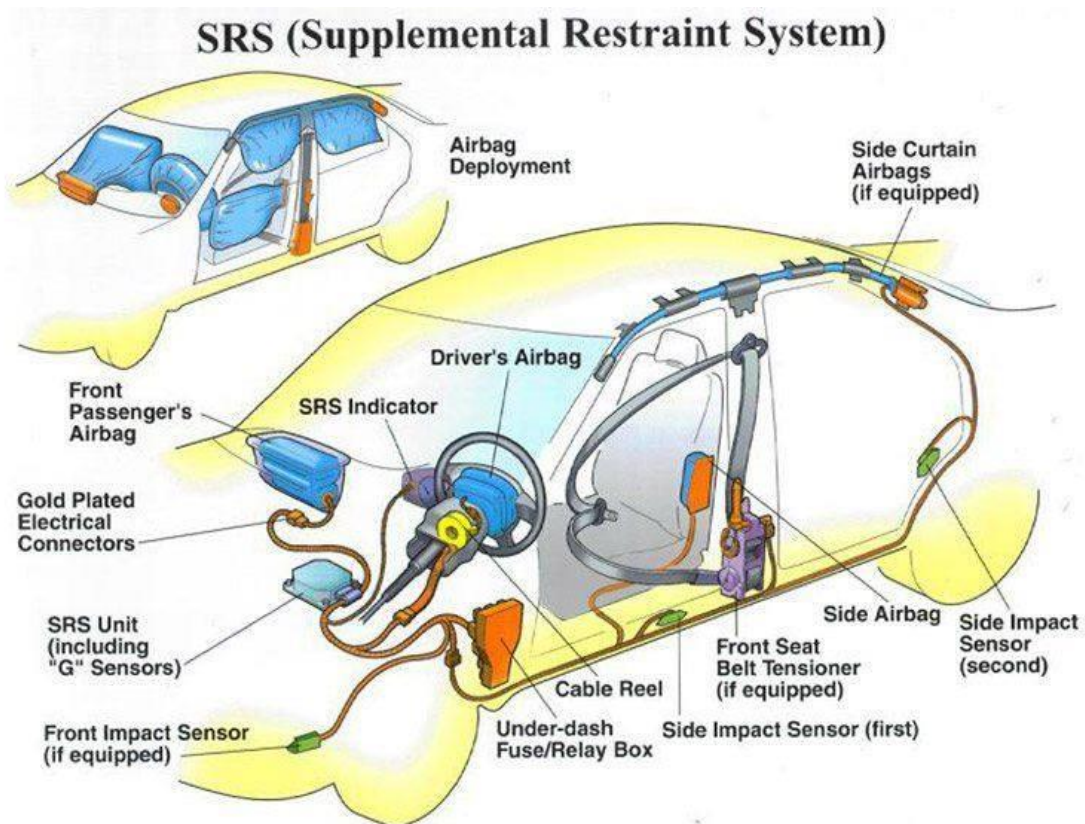 SRS (Supplemental Restraint System)
Airbag
Deployment
Side Curtain
Airbags
(if equipped)
Driver's Airbag
Front
Passenger's
Airbag
SRS Indicator
Gold Plated
Electrical
Connectors
SRS Unit
(including
"G" Sensors)
Side Airbag
Side Impact
Sensor
(second)
Front Seat
Belt Tensioner
(if equipped)
Cable Reel
Front Impact Sensor
(if equipped)
Under-dash
Fuse/Relay Box
Side Impact Sensor (first)